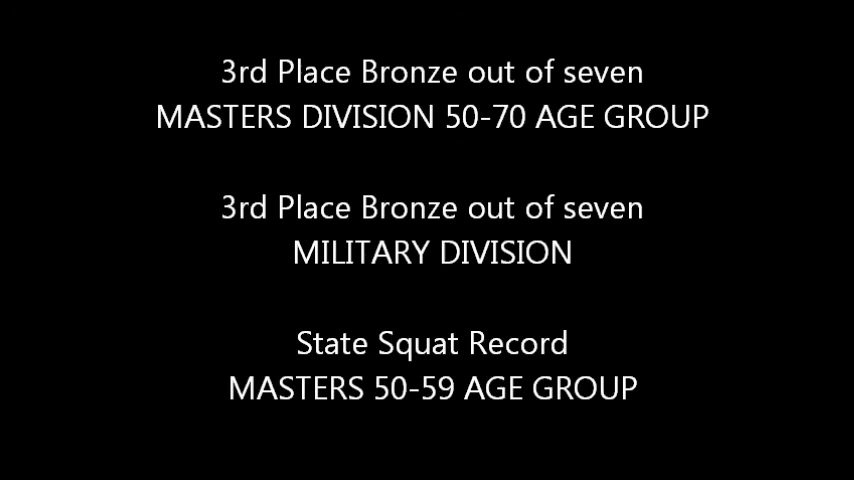 3rd Place Bronze out of seven
MASTERS DIVISION 50-70 AGE GROUP
3rd Place Bronze out of seven
MILITARY DIVISION
State Squat Record
MASTERS 50-59 AGE GROUP